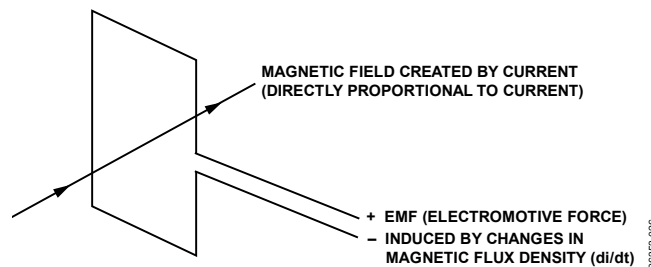 MAGNETIC FIELD CREATED BY CURRENT
(DIRECTLY PROPORTIONAL TO CURRENT)
+ EMF (ELECTROMOTIVE FORCE)
– INDUCED BY CHANGES IN
MAGNETIC FLUX DENSITY (di/dt)